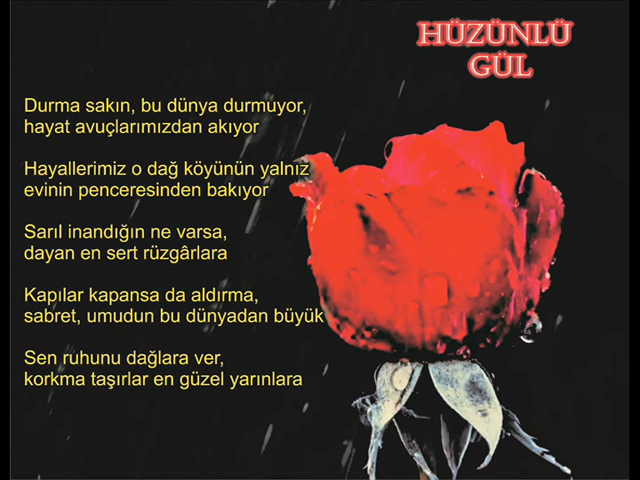 HÜZÜNLÜ
GÜL
Durma sakın, bu dünya durmuyor,
hayat avuçlarımızdan akıyor
Hayallerimiz o dağ köyünün yalnız
evinin penceresinden bakıyor
Sarıl inandığın ne varsa,
dayan en sert rüzgârlara
Kapılar kapansa da aldırma,
sabret, umudun bu dünyadan büyük
Sen ruhunu dağlara ver,
korkma taşırlar en güzel yarınlara